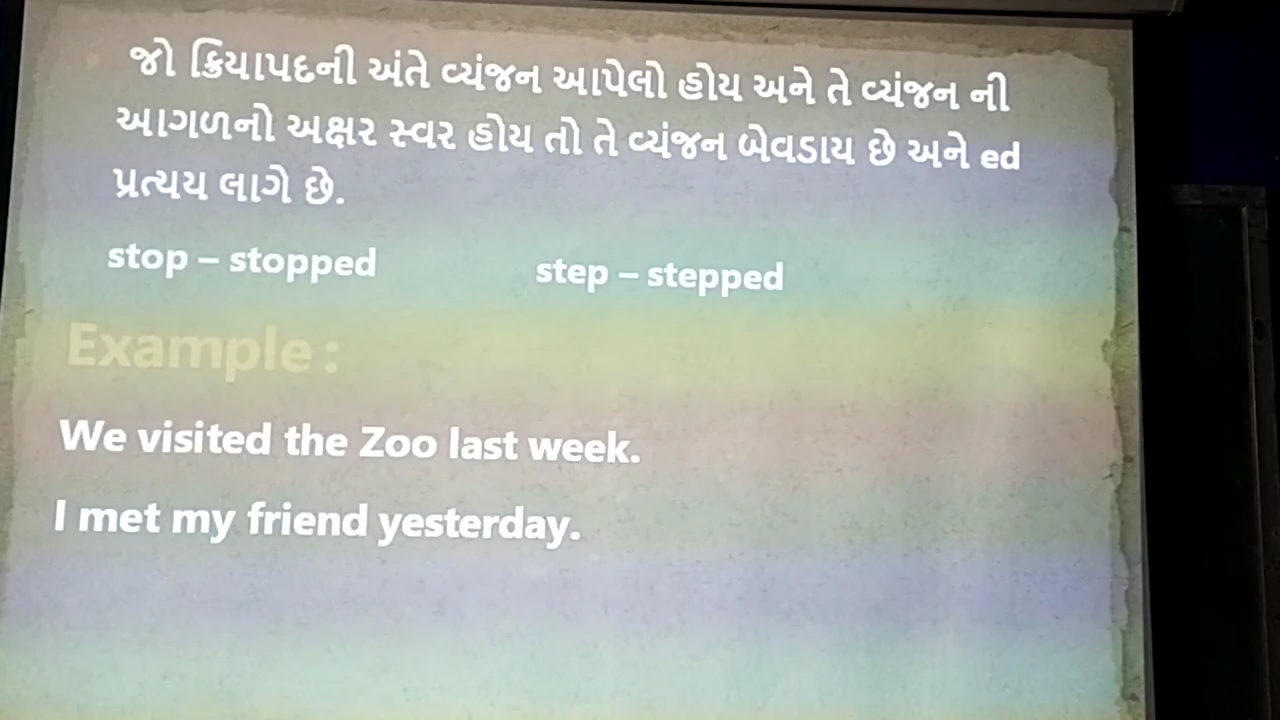 જો ક્રિયાપદની અંતે વ્યંજન આપેલો હોય અને તે વ્યંજન ની
આગળનો અક્ષર સ્વર હોય તો તે વ્યંજન બેવડાય છે અને ed
પ્રત્યય લાગે છે.
stop – stopped step – stepped
Example :
We visited the Zoo last week.
I met my friend yesterday.